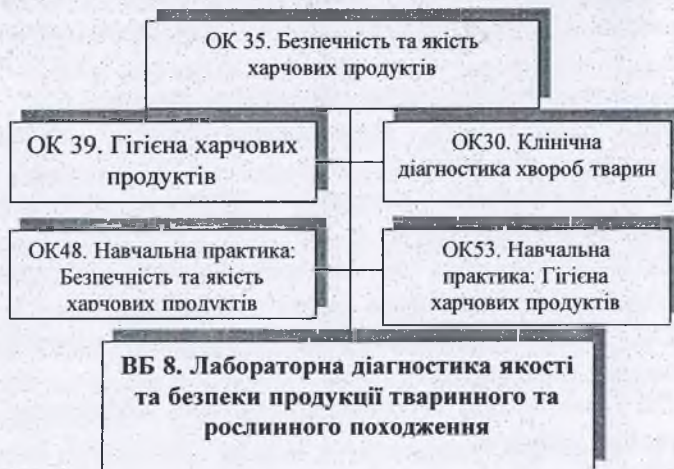 ОК 35. Безпечність та якість
харчових продуктів
ОК 39. Гігієна харчових
продуктів
ОК30. Клінічна
діагностика хвороб тварин
ОК48. Навчальна практика:
Безпечність та якість
харчових продуктів
ОК53. Навчальна
практика: Гігієна
харчових продуктів
ВБ 8. Лабораторна діагностика якості
та безпеки продукції тваринного та
рослинного походження